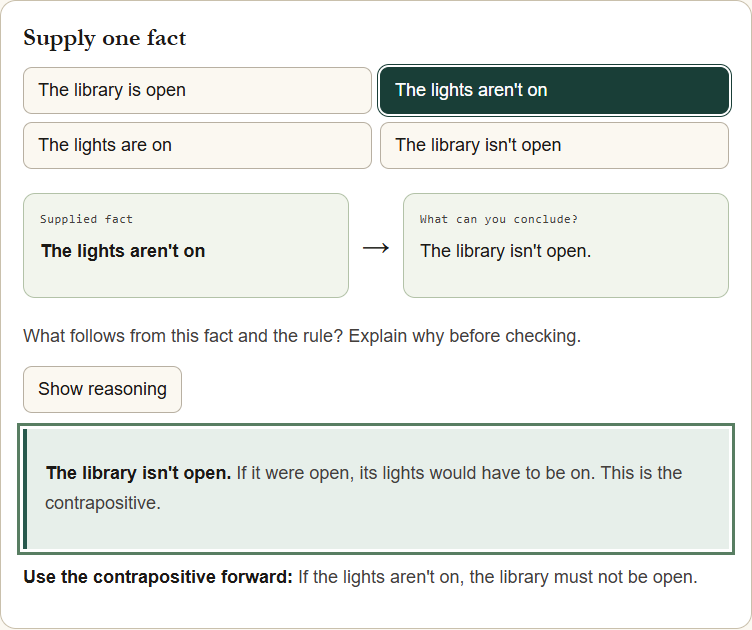 Supply one fact
The library is open
The lights aren't on
The lights are on
The library isn't open
Supplied fact
The lights aren't on
→
What can you conclude?
The library isn't open.
What follows from this fact and the rule? Explain why before checking.
Show reasoning
The library isn't open. If it were open, its lights would have to be on. This is the
contrapositive.
Use the contrapositive forward: If the lights aren't on, the library must not be open.